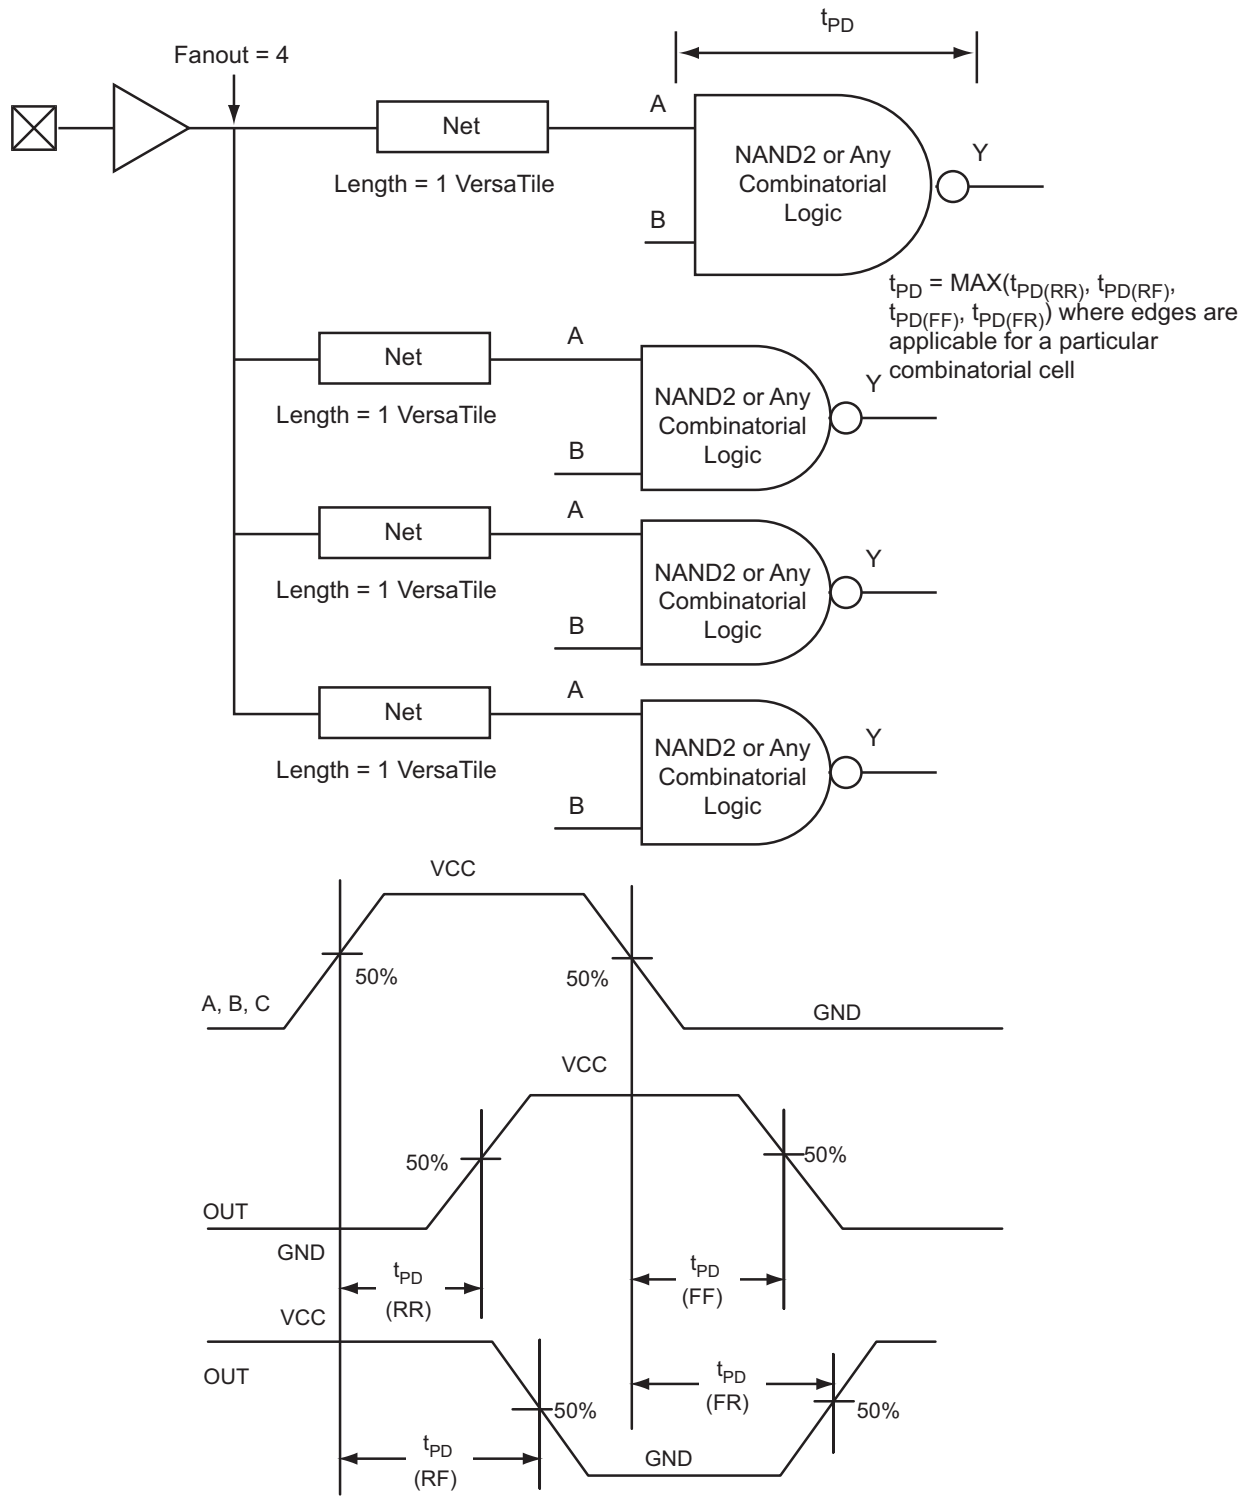 tPD
Fanout = 4
Net
A
NAND2 or Any
Combinatorial
Logic
Y
Length = 1 VersaTile
B
tPD = MAX(tPD(RR), tPD(RF),
tPD(FF), tPD(FR)) where edges are
applicable for a particular
combinatorial cell
Net
A
NAND2 or Any
Combinatorial
Logic
Y
Length = 1 VersaTile
B
Net
A
NAND2 or Any
Combinatorial
Logic
Y
Length = 1 VersaTile
B
Net
A
NAND2 or Any
Combinatorial
Logic
Y
Length = 1 VersaTile
B
VCC
50%
50%
A, B, C
GND
VCC
50%
50%
OUT
GND
tPD
(RR)
tPD
(FF)
VCC
OUT
tPD
(FR)
50%
50%
tPD
(RF)
GND